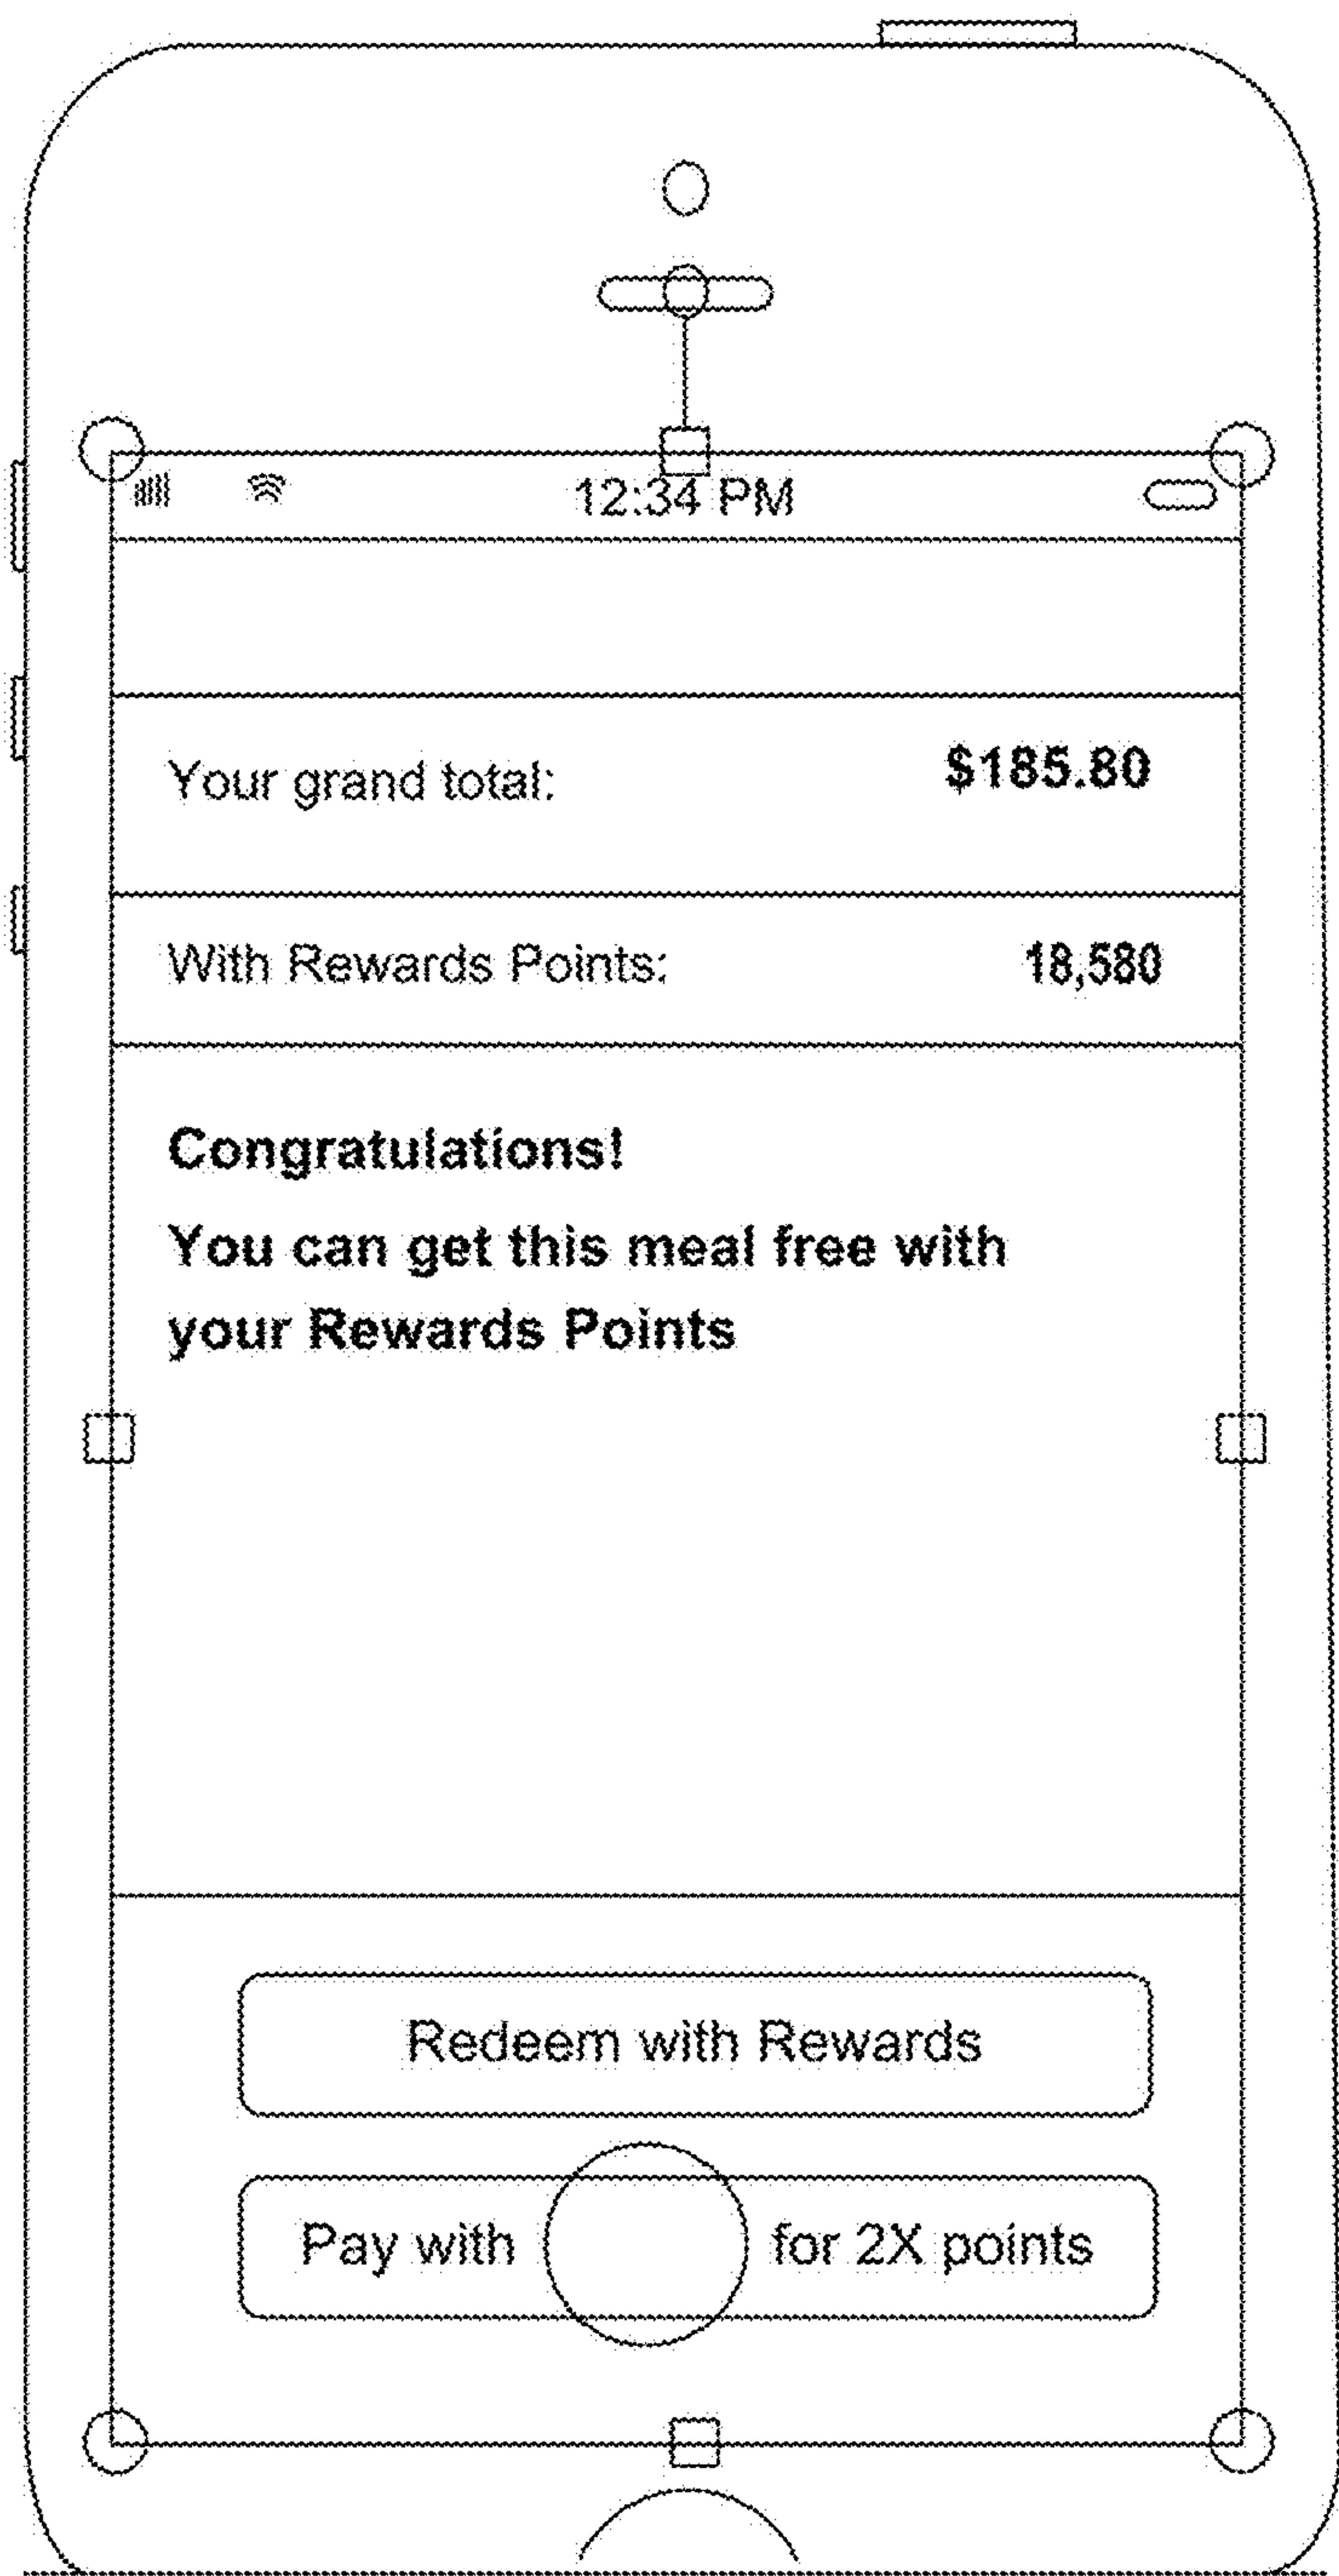 12:34 PM
Your grand total: $185.80
With Rewards Points: 18,580
Congratulations!
You can get this meal free with
your Rewards Points
Redeem with Rewards
Pay with for 2X points